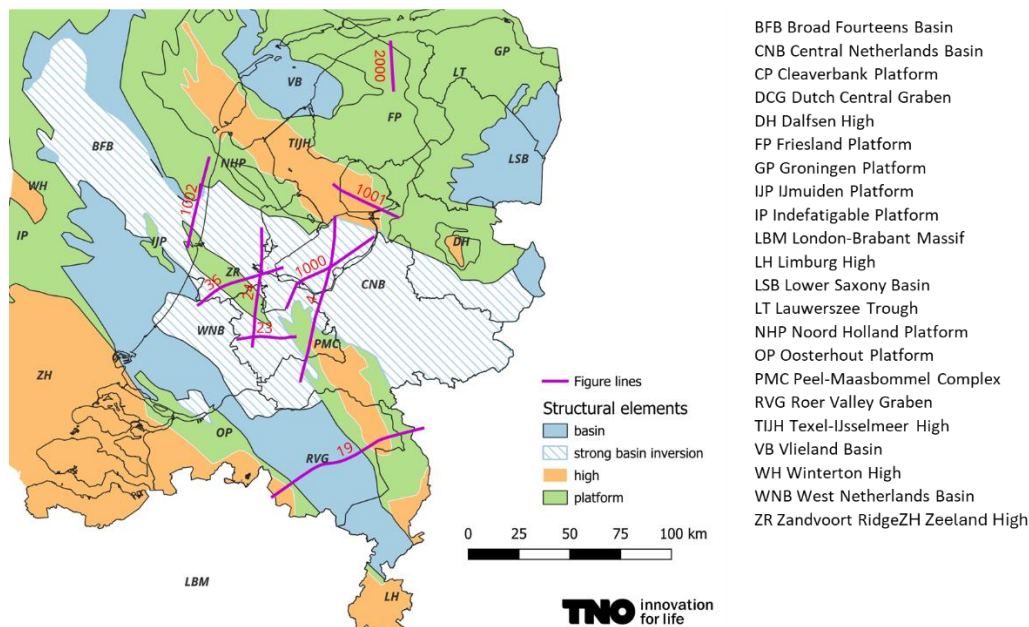 GP
VB
2000
LT
FP
BFB
TIJH
LSB
NHP
WH
1001
1002
IP
IJP
DH
ZR
36
24
1000
CNB
4
WNB
23
PMC
ZH
OP
19
RVG
LBM
LH
Figure lines
Structural elements
basin
strong basin inversion
high
platform
0 25 50 75 100 km
TNO innovation
for life
BFB Broad Fourteens Basin
CNB Central Netherlands Basin
CP Cleaverbank Platform
DCG Dutch Central Graben
DH Dalfsen High
FP Friesland Platform
GP Groningen Platform
IJP IJmuiden Platform
IP Indefatigable Platform
LBM London-Brabant Massif
LH Limburg High
LSB Lower Saxony Basin
LT Lauwerszee Trough
NHP Noord Holland Platform
OP Oosterhout Platform
PMC Peel-Maasbommel Complex
RVG Roer Valley Graben
TIJH Texel-IJsselmeer High
VB Vlieland Basin
WH Winterton High
WNB West Netherlands Basin
ZR Zandvoort RidgeZH Zeeland High